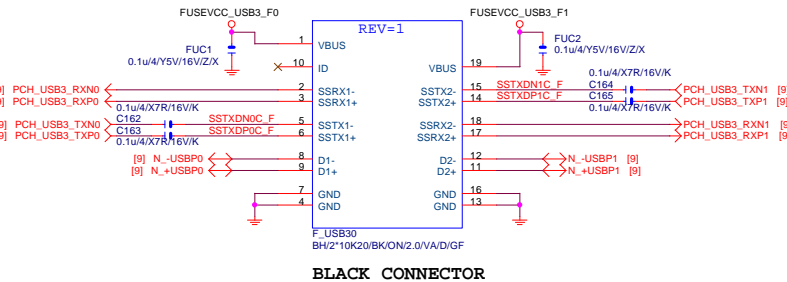 FUSEVCC_USB3_F0
FUSEVCC_USB3_F1
REV=1
FUC1
0.1u/4/Y5V/16V/Z/X
FUC2
0.1u/4/Y5V/16V/Z/X
1 VBUS
10 ID
VBUS 19
9] PCH_USB3_RXN0 2 SSRX1-
9] PCH_USB3_RXP0 3 SSRX1+
0.1u/4/X7R/16V/K
9] PCH_USB3_TXN0 C162 SSTXDN0C_F 5 SSTX1-
9] PCH_USB3_TXP0 C163 SSTXDP0C_F 6 SSTX1+
0.1u/4/X7R/16V/K
[9] N_-USBP0 8 D1-
[9] N_+USBP0 9 D1+
7 GND
4 GND
0.1u/4/X7R/16V/K
SSTX2- 15 SSTXDN1C_F C164 PCH_USB3_TXN1 [9]
SSTX2+ 14 SSTXDP1C_F C165 PCH_USB3_TXP1 [9]
0.1u/4/X7R/16V/K
SSRX2- 18 PCH_USB3_RXN1 [9]
SSRX2+ 17 PCH_USB3_RXP1 [9]
D2- 12 N_-USBP1 [9]
D2+ 11 N_+USBP1 [9]
GND 16
GND 13
F_USB30
BH/2*10K20/BK/ON/2.0/VA/D/GF
BLACK CONNECTOR